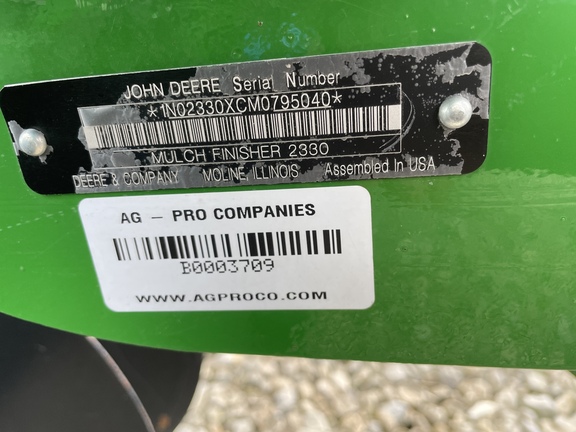 JOHN DEERE Serial Number
*1N02330XCM0795040*
MULCH FINISHER 2330
DEERE & COMPANY MOLINE, ILLINOIS Assembled In USA
AG - PRO COMPANIES
B0003709
WWW.AGPROCO.COM